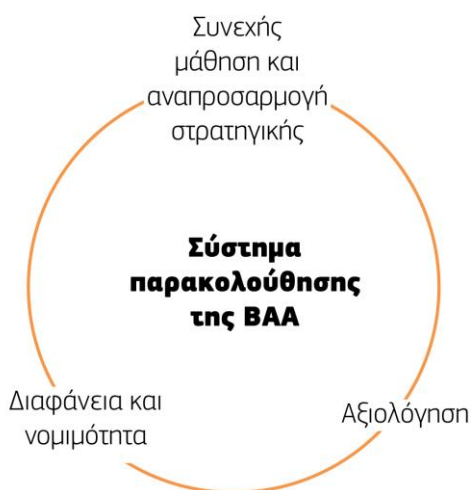 Συνεχής
μάθηση και
αναπροσαρμογή
στρατηγικής
Σύστημα
παρακολούθησης
της ΒΑΑ
Διαφάνεια και
νομιμότητα
Αξιολόγηση